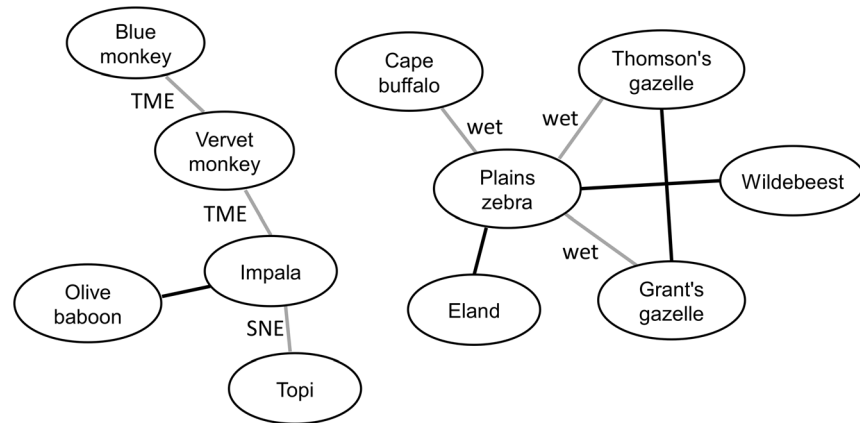 Blue
monkey
TME
Vervet
monkey
TME
Impala
Olive
baboon
SNE
Topi
Cape
buffalo
Thomson's
gazelle
wet
wet
Plains
zebra
Wildebeest
wet
Eland
Grant's
gazelle